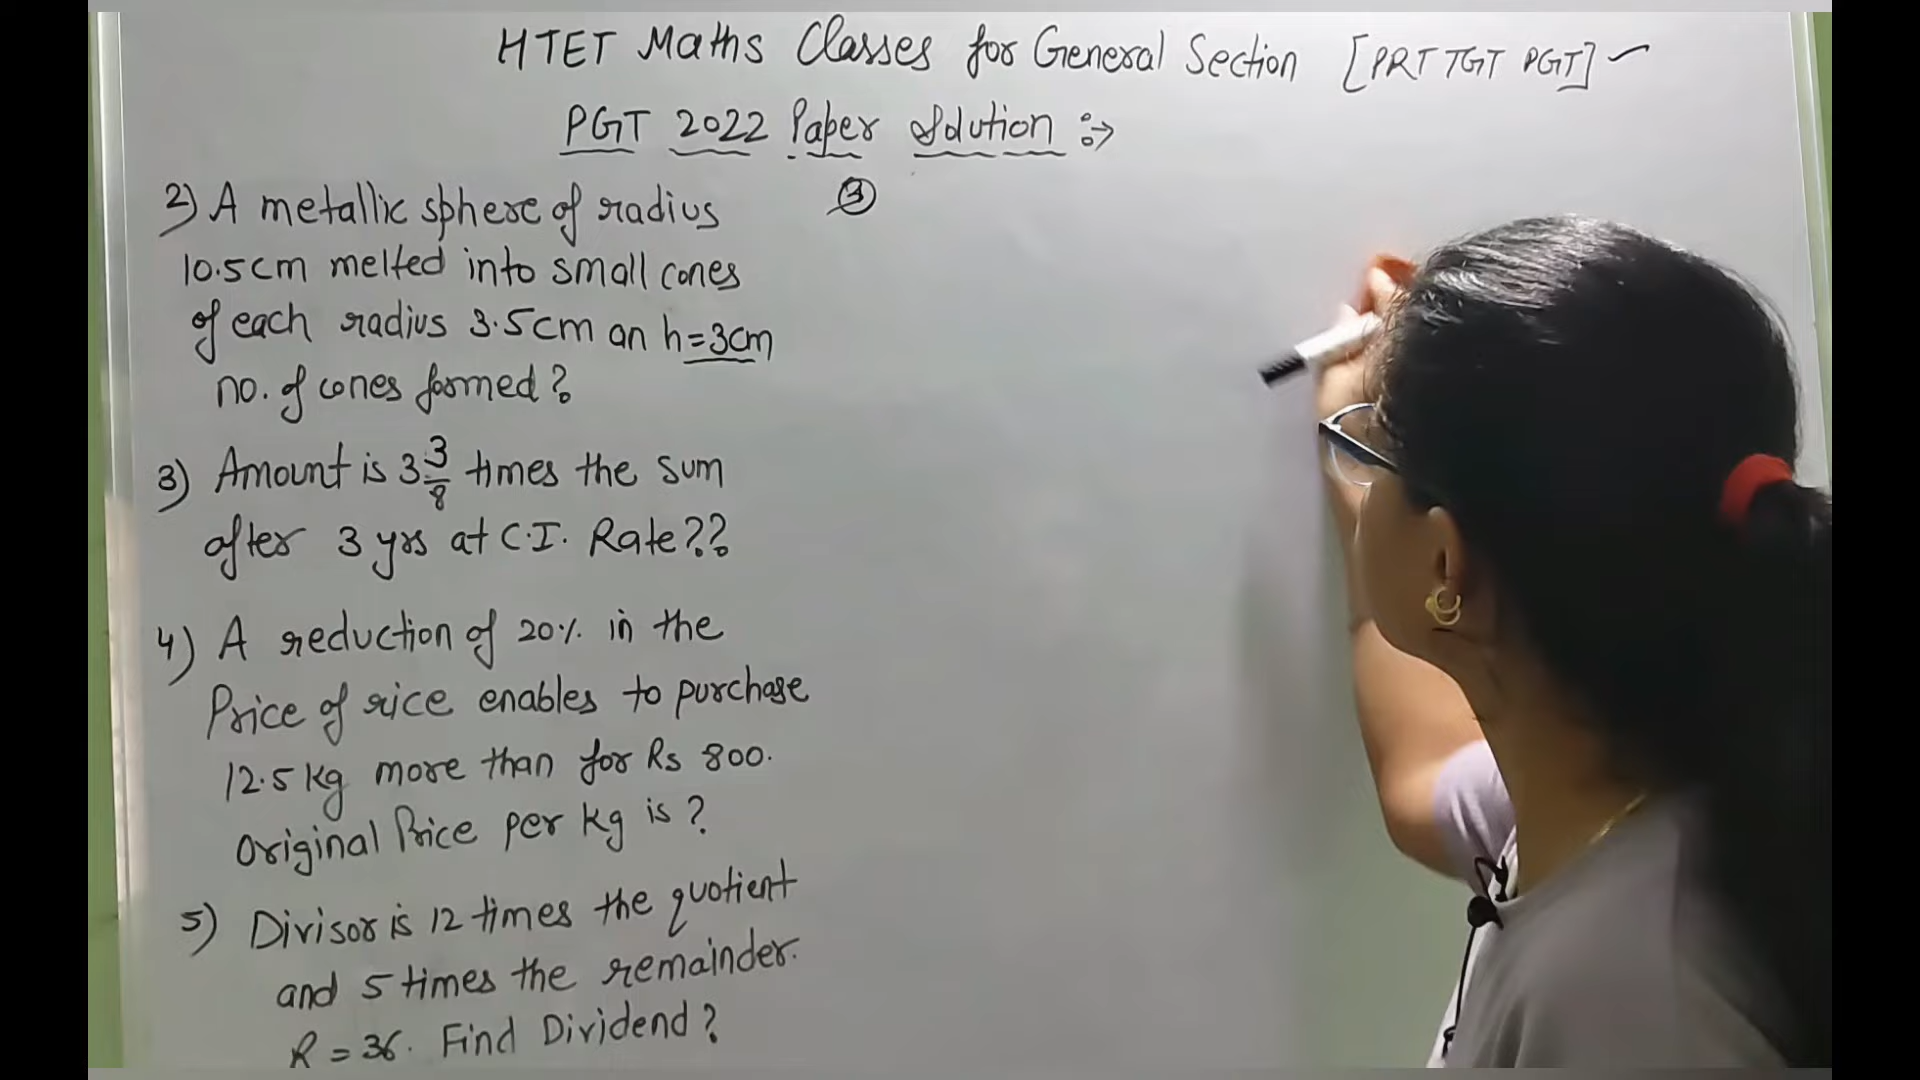 HTET Maths Classes for General Section [PRT TGT PGT]
PGT 2022 Paper Solution :->
2) A metallic sphere of radius
10.5cm melted into small cones
of each radius 3.5cm an h=3cm
no. of cones formed?
③
3) Amount is 3 3/8 times the sum
after 3 yrs at C.I. Rate??
4) A reduction of 20% in the
Price of rice enables to purchase
12.5 kg more than for Rs 800.
Original Price per kg is?
5) Divisor is 12 times the quotient
and 5 times the remainder.
R = 36. Find Dividend?